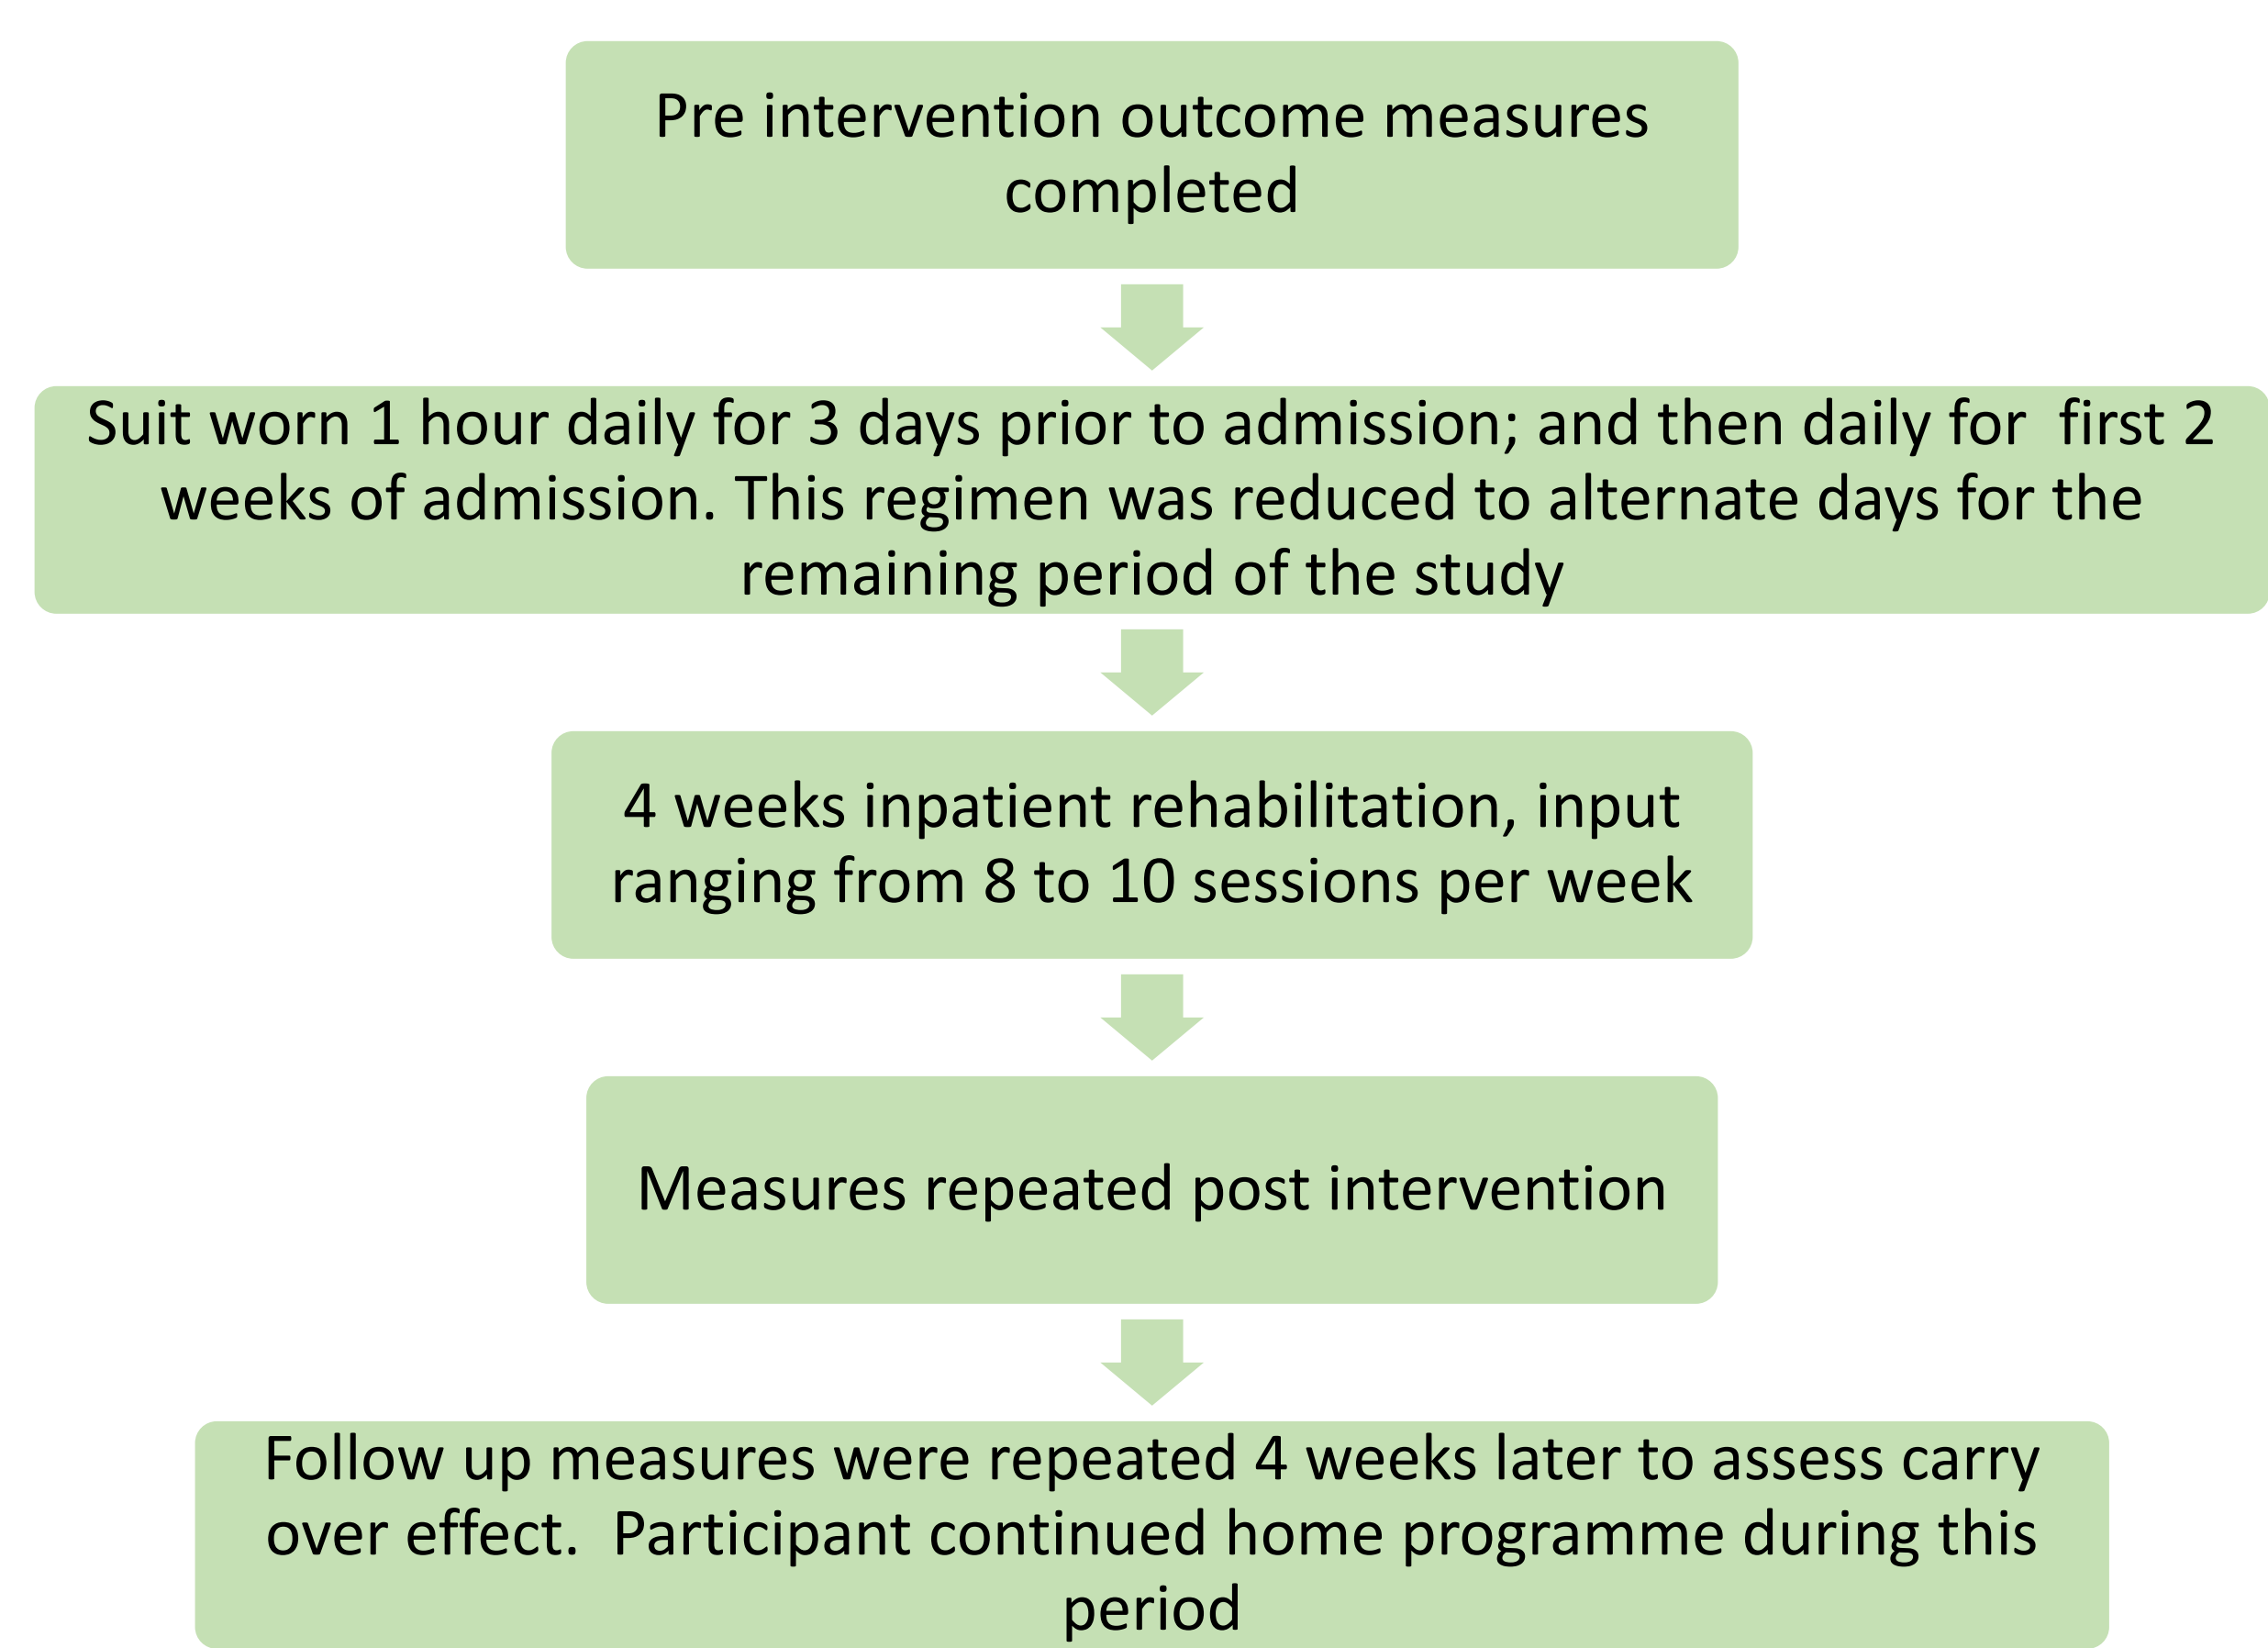 Pre intervention outcome measures
completed
Suit worn 1 hour daily for 3 days prior to admission; and then daily for  first 2
weeks of admission.  This regimen was reduced to alternate days for the
remaining period of the study
4 weeks inpatient rehabilitation, input
ranging from 8 to 10 sessions per week
Measures repeated post intervention
Follow up measures were repeated 4 weeks later to assess carry
over effect.  Participant continued home programme during this
period